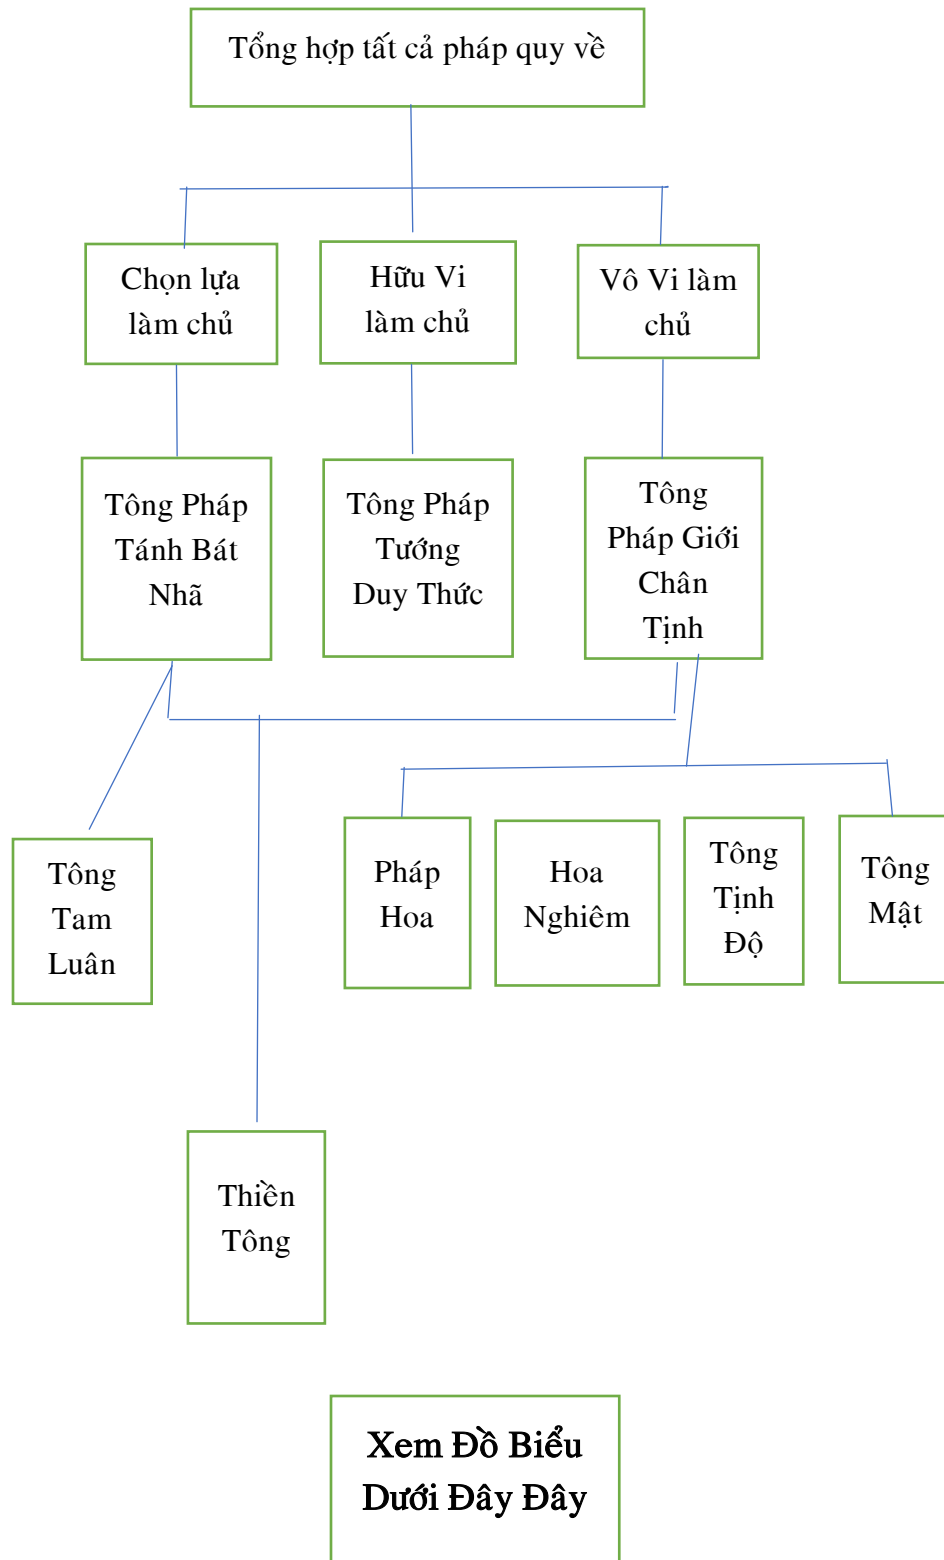 Tổng hợp tất cả pháp quy về
Chọn lựa
làm chủ
Hữu Vi
làm chủ
Vô Vi làm
chủ
Tông Pháp
Tánh Bát
Nhã
Tông Pháp
Tướng
Duy Thức
Tông
Pháp Giới
Chân
Tịnh
Tông
Tam
Luân
Pháp
Hoa
Hoa
Nghiêm
Tông
Tịnh
Độ
Tông
Mật
Thiền
Tông
Xem Đồ Biểu
Dưới Đây Đây